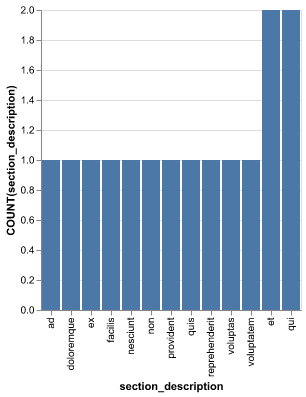 COUNT(section_description)
2.0
1.8
1.6
1.4
1.2
1.0
0.8
0.6
0.4
0.2
0.0
ad
doloremque
ex
facilis
nesciunt
non
provident
quis
reprehenderit
voluptas
voluptatem
et
qui
section_description